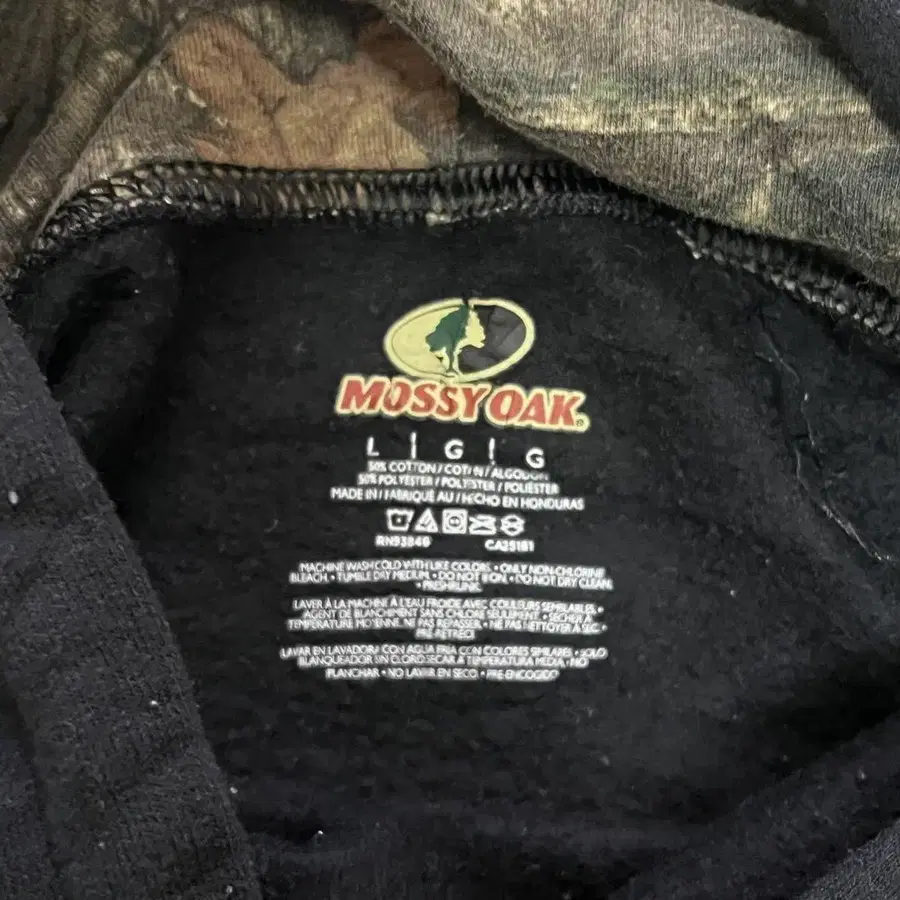 MOSSY OAK®
L | G | G
50% COTTON / COTON / ALGODON
50% POLYESTER / POLYESTER / POLIÉSTER
MADE IN / FABRIQUÉ AU / HECHO EN HONDURAS
RN93846 CA25181
MACHINE WASH COLD WITH LIKE COLORS. • ONLY NON-CHLORINE
BLEACH. • TUMBLE DRY MEDIUM. • DO NOT IRON. • DO NOT DRY CLEAN.
• PRESHRUNK
LAVER À LA MACHINE À L'EAU FROIDE AVEC COULEURS SEMBLABLES. •
AGENT DE BLANCHIMENT SANS CHLORE SEULEMENT. • SÉCHER À
TEMPÉRATURE MOYENNE. NE PAS REPASSER. • NE PAS NETTOYER À SEC. •
PRÉ-RÉTRÉCI
LAVAR EN LAVADORA CON AGUA FRIA CON COLORES SIMILARES • SOLO
BLANQUEADOR SIN CLORO SECAR A TEMPERATURA MEDIA • NO
PLANCHAR • NO LAVAR EN SECO • PRE-ENCOGIDO